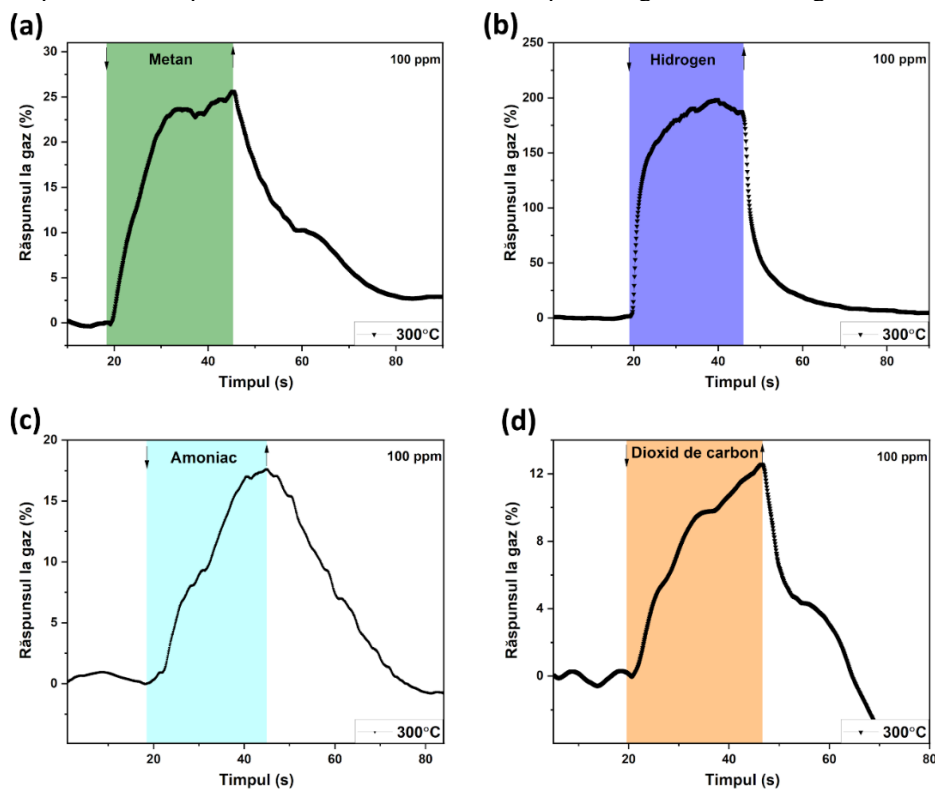 (a)
Metan
100 ppm
Răspunsul la gaz (%)
30
25
20
15
10
5
0
300°C
20
40
60
80
Timpul (s)
(b)
Hidrogen
100 ppm
Răspunsul la gaz (%)
250
200
150
100
50
0
300°C
20
40
60
80
Timpul (s)
(c)
Amoniac
100 ppm
Răspunsul la gaz (%)
20
15
10
5
0
300°C
20
40
60
80
Timpul (s)
(d)
Dioxid de carbon
100 ppm
Răspunsul la gaz (%)
12
8
4
0
300°C
20
40
60
80
Timpul (s)